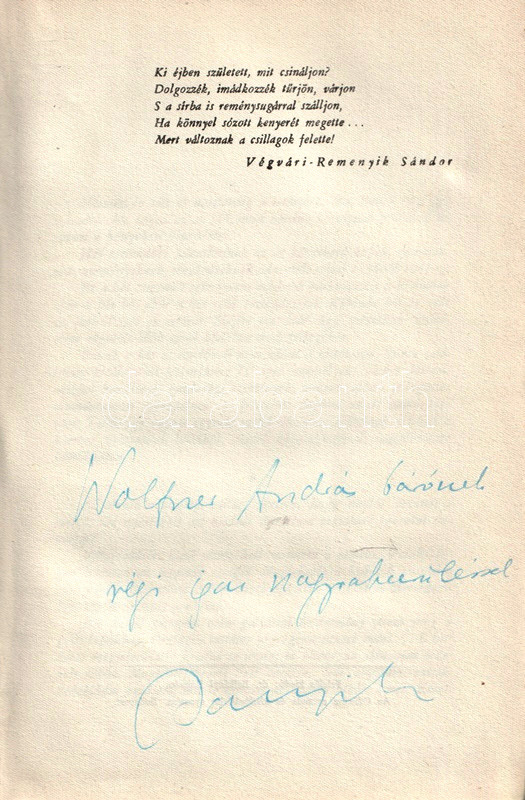 Ki éjben született, mit csináljon?
Dolgozzék, imádkozzék tűrjön, várjon
S a sírba is reménysugárral szálljon,
Ha könnyel sózott kenyerét megette...
Mert változnak a csillagok felette!
Végvári-Remenyik Sándor
darabanth
Wolfner András bárónek
régi igaz nagyrabecsüléssel